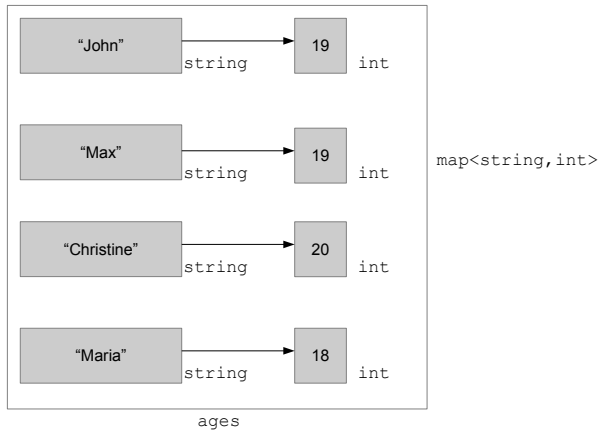 “John”
19
string
int
“Max”
19
string
int
map<string,int>
“Christine”
20
string
int
“Maria”
18
string
int
ages